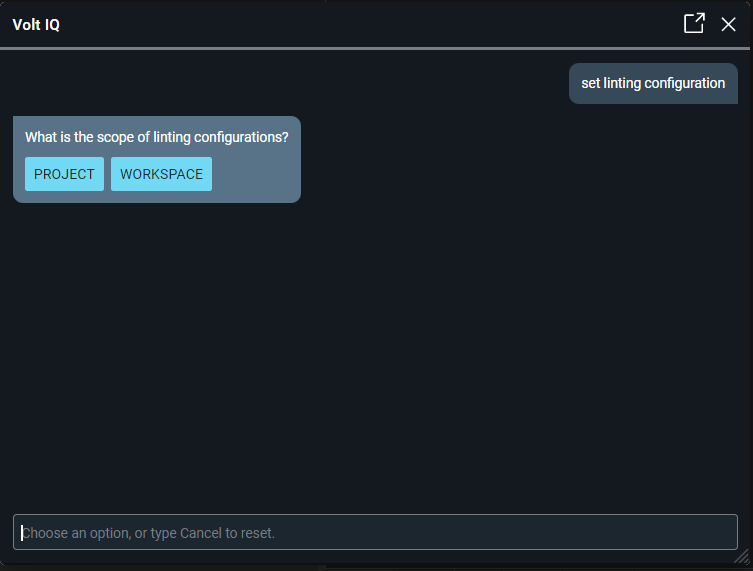 Volt IQ
set linting configuration
What is the scope of linting configurations?
PROJECT WORKSPACE
Choose an option, or type Cancel to reset.